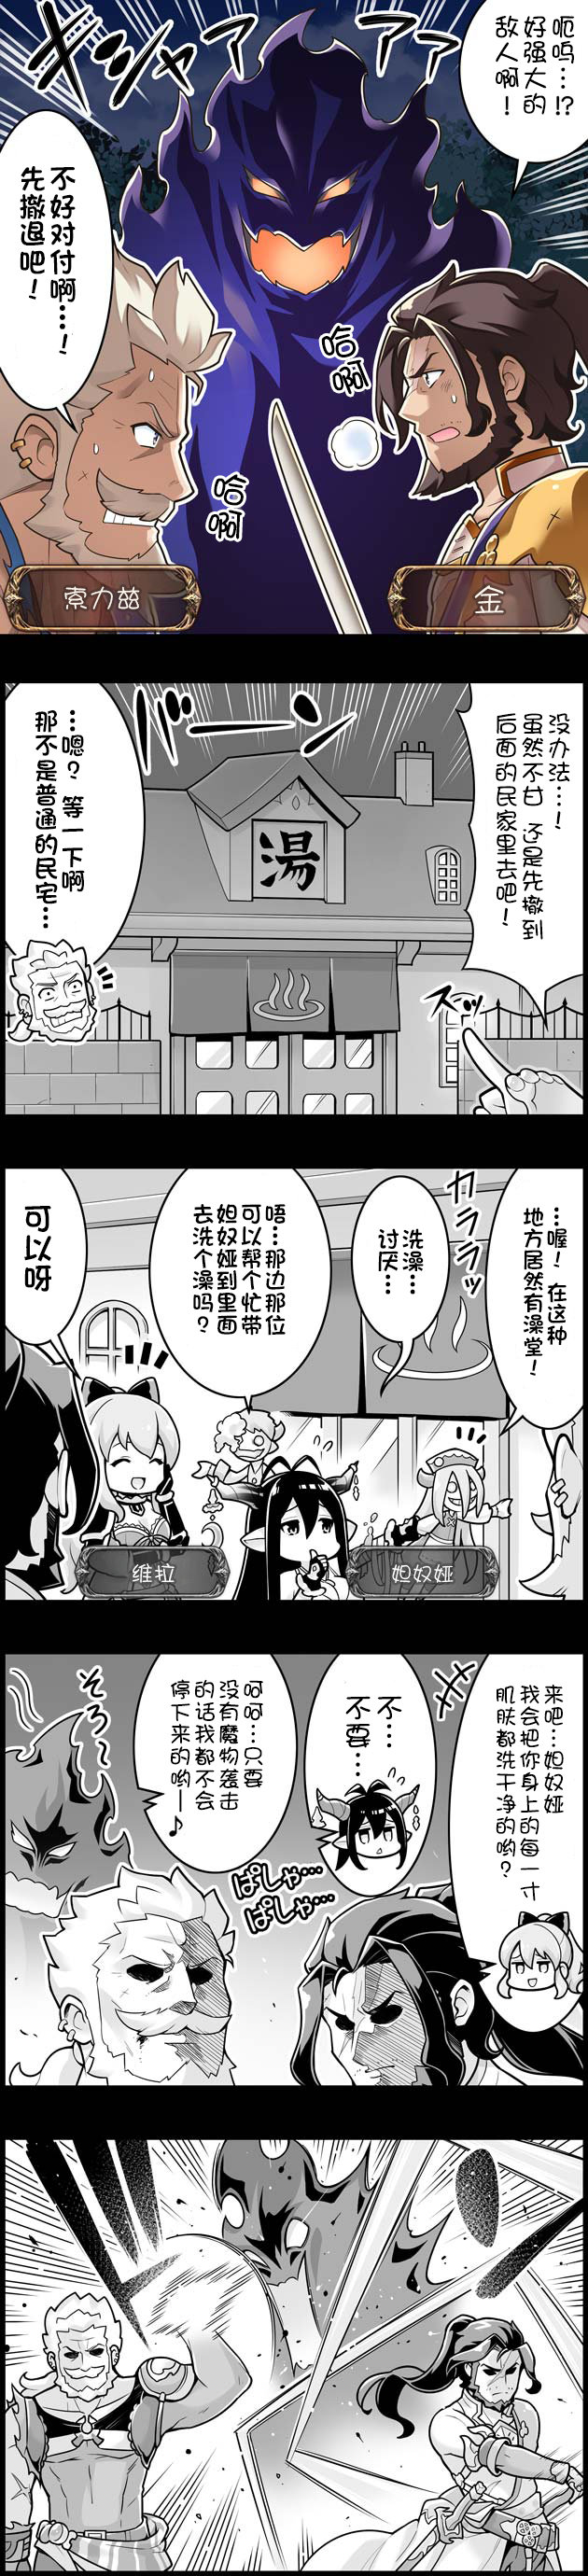 呃呜…!?
好强大的
敌人啊！
ギシャアアア
不好对付啊…！
先撤退吧！
哈啊
哈啊
索力兹
金
没办法…！
虽然不甘 还是先撤到
后面的民家里去吧！
ドーン
…嗯？ 等一下啊
那不是普通的民宅…
湯
ズッ
…喔！ 在这种
地方居然有澡堂！
カララッ
洗澡…
讨厌…
唔…那边那位
可以帮个忙带
妲奴娅到里面
去洗个澡吗？
可以呀
维拉
妲奴娅
来吧…妲奴娅
我会把你身上的每一寸
肌肤都洗干净的哟？
不…
不要…
呵呵…只要
没有魔物袭击
的话我都不会
停下来的哟—♪
そろ〜
ぱしゃ…
ぱしゃ…